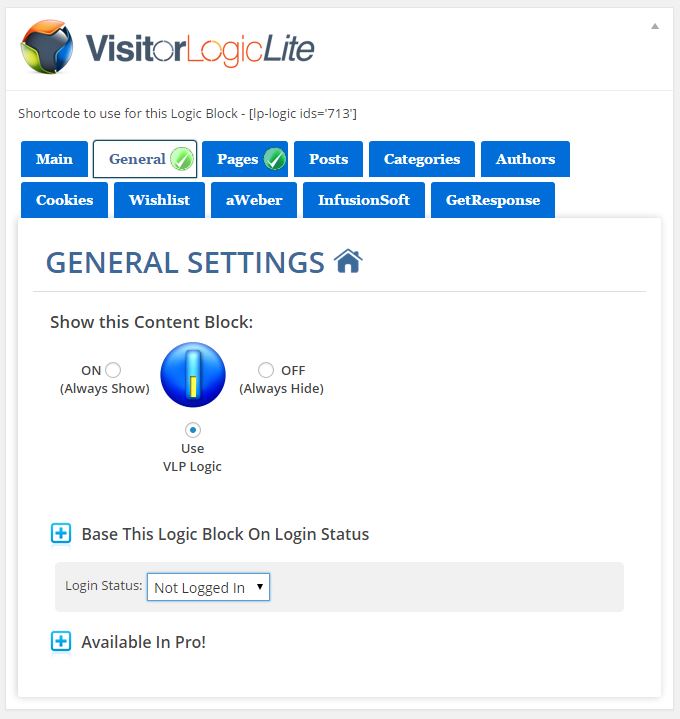 VisitorLogicLite
Shortcode to use for this Logic Block - [lp-logic ids='713']
Main General Pages Posts Categories Authors
Cookies Wishlist aWeber InfusionSoft GetResponse
GENERAL SETTINGS
Show this Content Block:
ON OFF
(Always Show) (Always Hide)
Use
VLP Logic
Base This Logic Block On Login Status
Login Status: Not Logged In
Available In Pro!